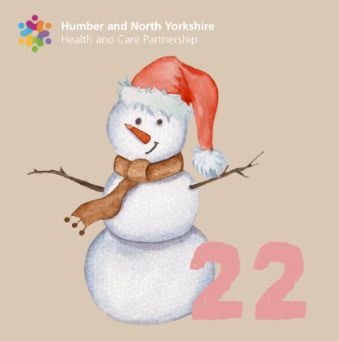 Humber and North Yorkshire
Health and Care Partnership
22